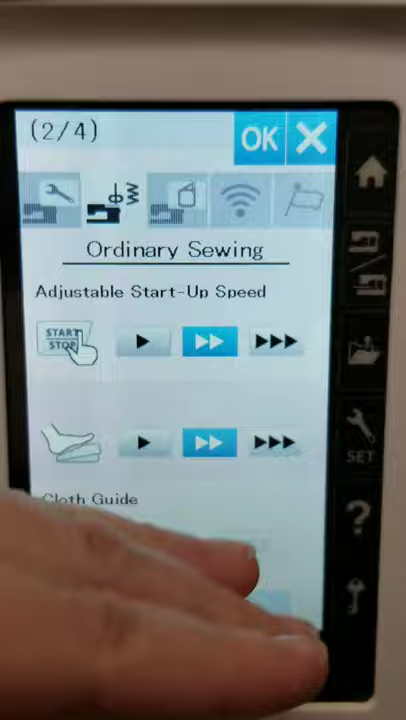 (2/4)
OK
Ordinary Sewing
Adjustable Start-Up Speed
START
STOP
SET
?
Cloth Guide